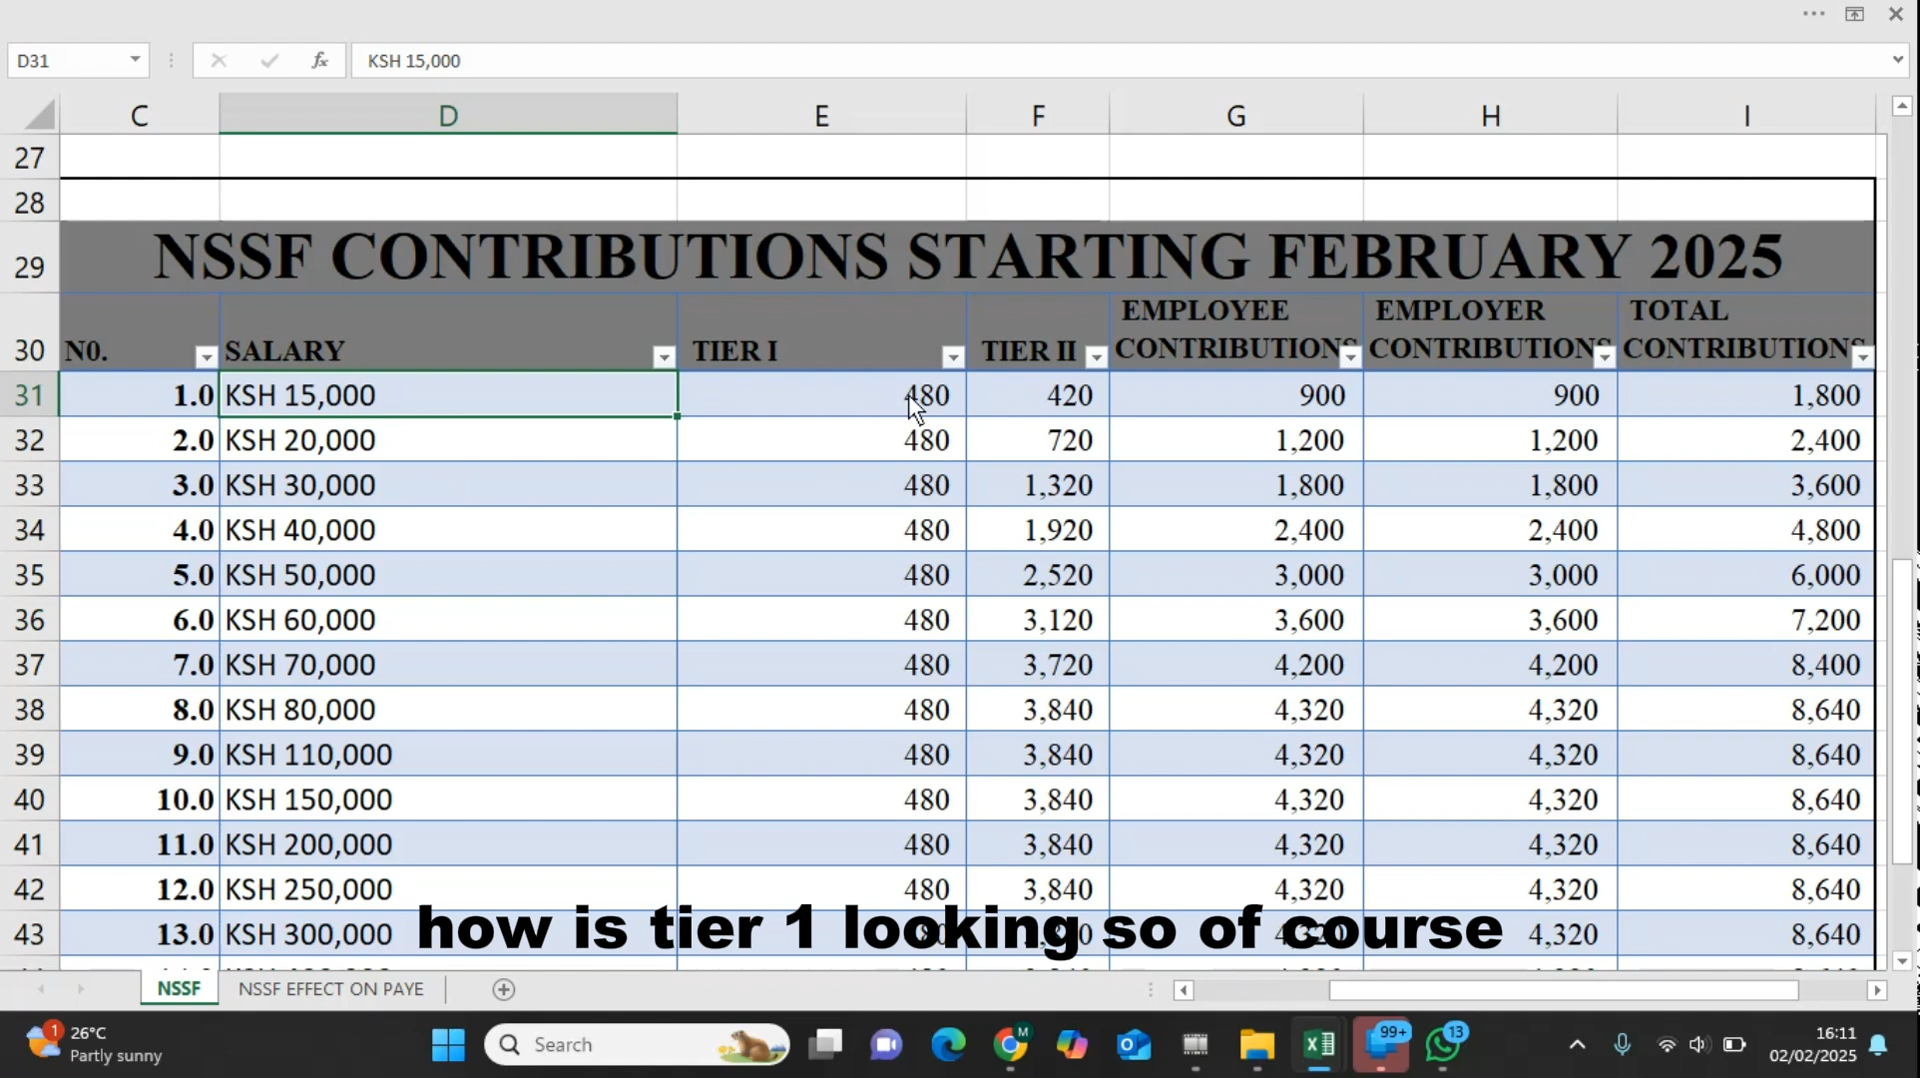 D31 fx KSH 15,000
C D E F G H I
27
28
29 NSSF CONTRIBUTIONS STARTING FEBRUARY 2025
30 N0. SALARY TIER I TIER II EMPLOYEE CONTRIBUTIONS EMPLOYER CONTRIBUTIONS TOTAL CONTRIBUTIONS
31 1.0 KSH 15,000 480 420 900 900 1,800
32 2.0 KSH 20,000 480 720 1,200 1,200 2,400
33 3.0 KSH 30,000 480 1,320 1,800 1,800 3,600
34 4.0 KSH 40,000 480 1,920 2,400 2,400 4,800
35 5.0 KSH 50,000 480 2,520 3,000 3,000 6,000
36 6.0 KSH 60,000 480 3,120 3,600 3,600 7,200
37 7.0 KSH 70,000 480 3,720 4,200 4,200 8,400
38 8.0 KSH 80,000 480 3,840 4,320 4,320 8,640
39 9.0 KSH 110,000 480 3,840 4,320 4,320 8,640
40 10.0 KSH 150,000 480 3,840 4,320 4,320 8,640
41 11.0 KSH 200,000 480 3,840 4,320 4,320 8,640
42 12.0 KSH 250,000 480 3,840 4,320 4,320 8,640
43 13.0 KSH 300,000 4,320 8,640
how is tier 1 looking so of course
NSSF NSSF EFFECT ON PAYE
1 26°C
Partly sunny
Search
M
99+
13
16:11
02/02/2025